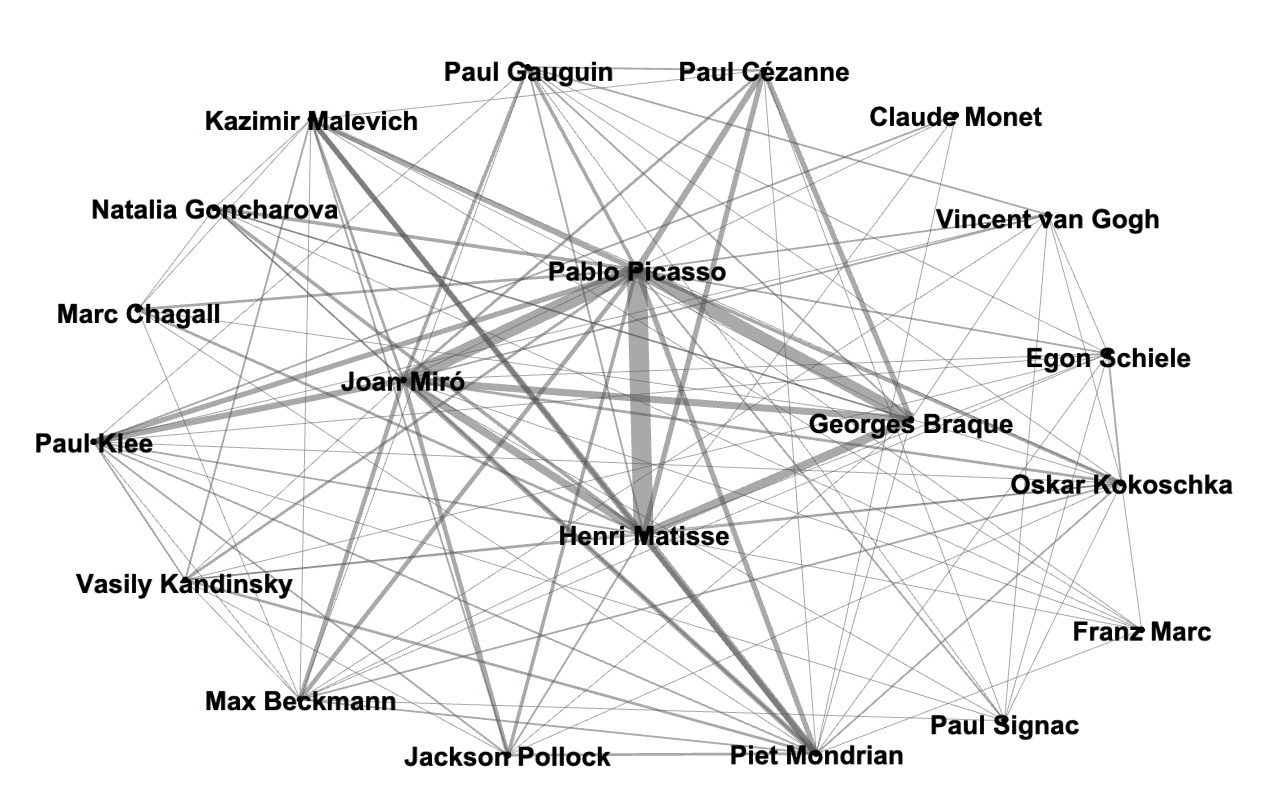 Paul Gauguin
Paul Cézanne
Claude Monet
Kazimir Malevich
Natalia Goncharova
Vincent van Gogh
Pablo Picasso
Marc Chagall
Egon Schiele
Joan Miró
Georges Braque
Paul Klee
Oskar Kokoschka
Henri Matisse
Vasily Kandinsky
Franz Marc
Max Beckmann
Paul Signac
Jackson Pollock
Piet Mondrian